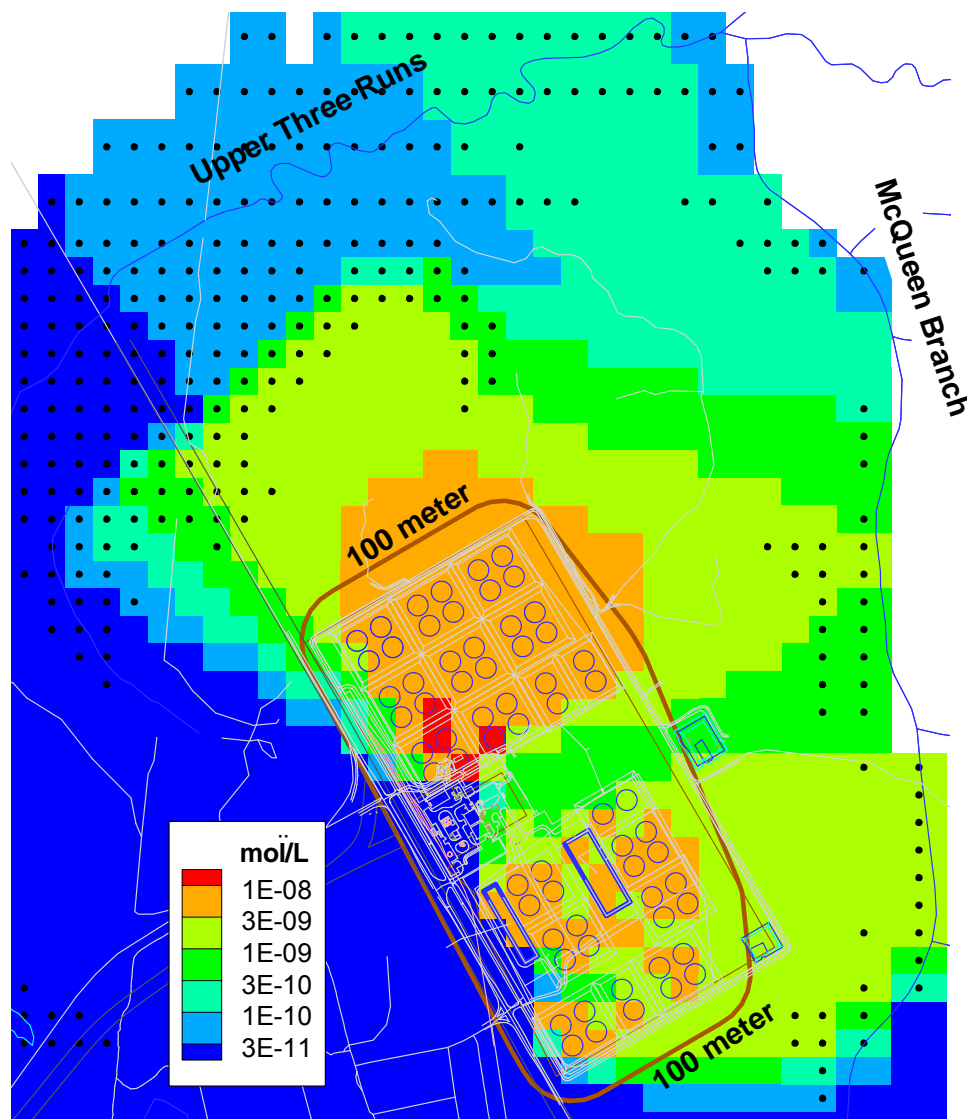 Upper Three Runs
McQueen Branch
100 meter
mol̈/L
1E-08
3E-09
1E-09
3E-10
1E-10
3E-11
100 meter